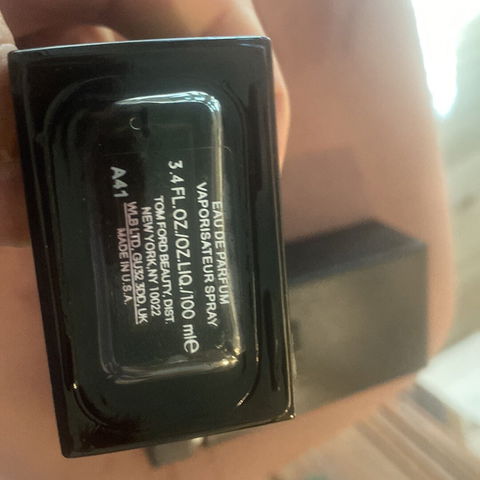 EAU DE PARFUM
VAPORISATEUR SPRAY
3.4 FL.OZ./OZ.LIQ./100 ml℮
TOM FORD BEAUTY, DIST.
NEW YORK, NY 10022
WLB LTD, GU32 3DD, UK
MADE IN U.S.A.
A41